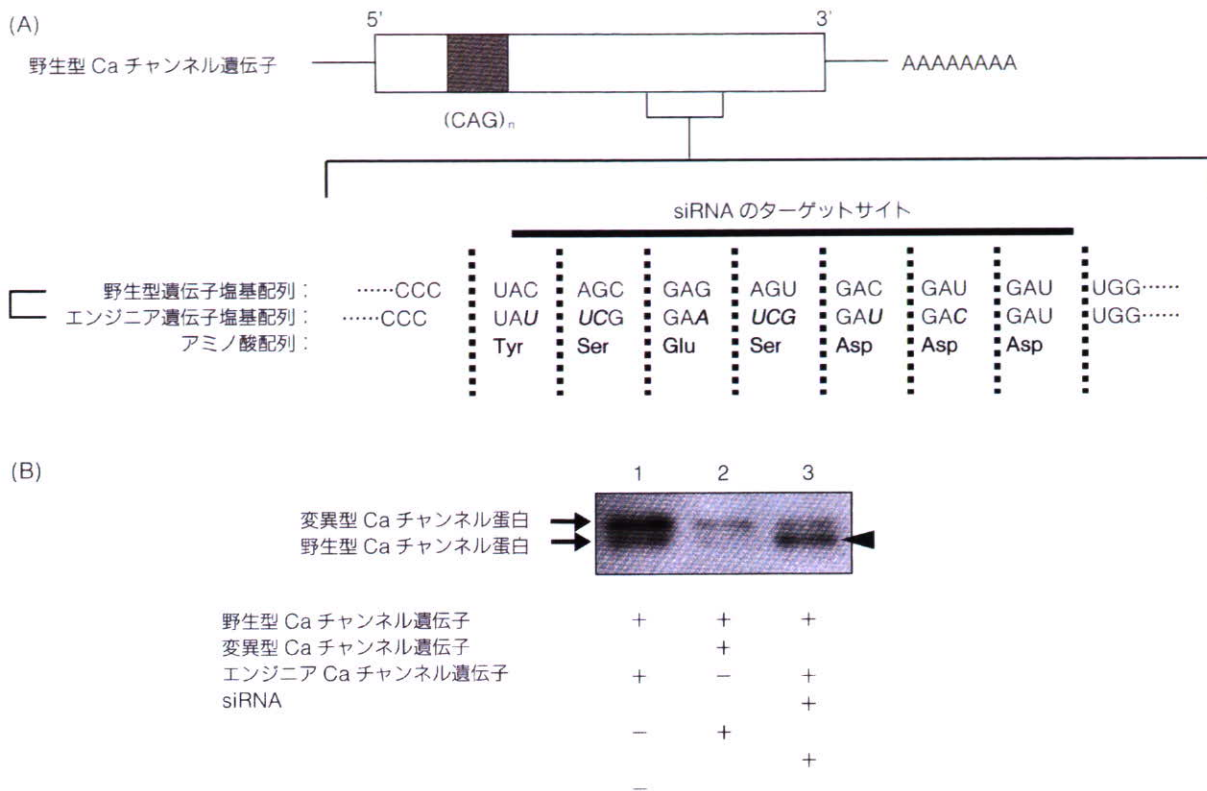 (A)
5' 3'
野生型 Ca チャンネル遺伝子 AAAAAAAA
(CAG)n
siRNA のターゲットサイト
野生型遺伝子塩基配列: ……CCC UAC AGC GAG AGU GAC GAU GAU UGG……
エンジニア遺伝子塩基配列: ……CCC UAU UCG GAA UCG GAU GAC GAU UGG……
アミノ酸配列: Tyr Ser Glu Ser Asp Asp Asp
(B)
1 2 3
変異型 Ca チャンネル蛋白
野生型 Ca チャンネル蛋白
野生型 Ca チャンネル遺伝子 + + +
変異型 Ca チャンネル遺伝子 +
エンジニア Ca チャンネル遺伝子 + − +
siRNA +
− +
+
−